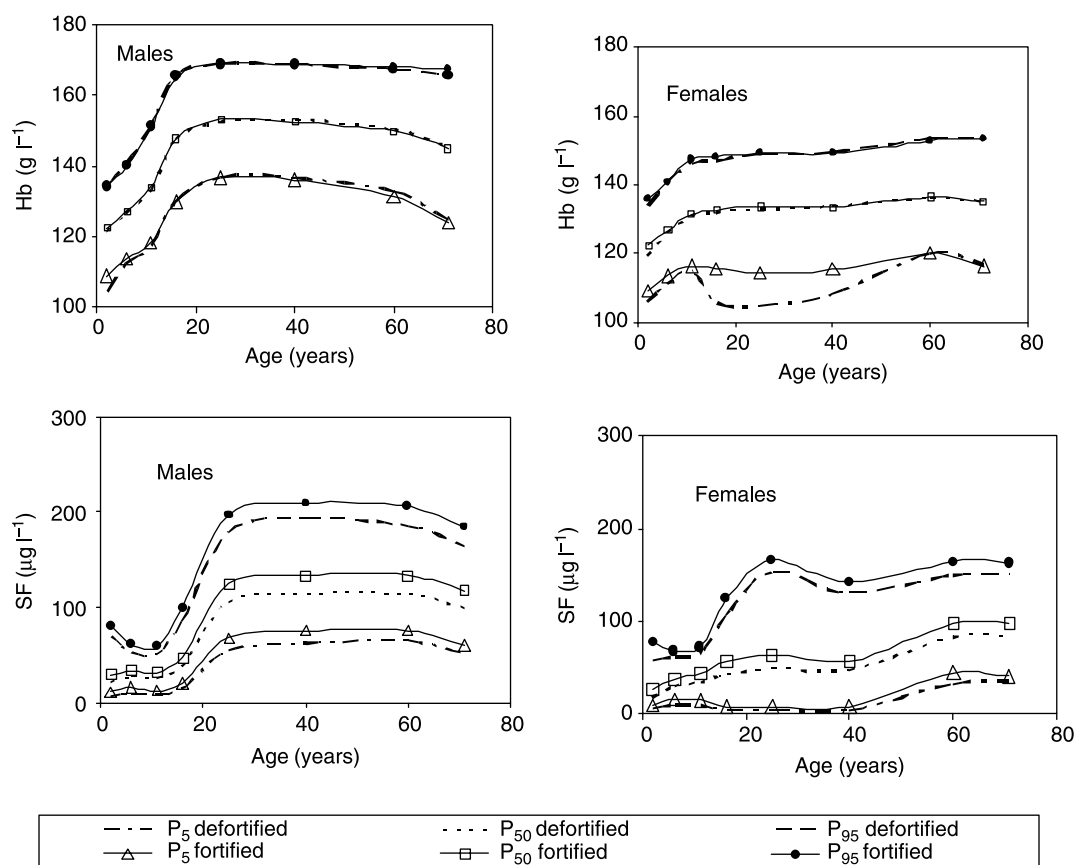 180
160
140
120
100
Hb (g l⁻¹)
Males
0 20 40 60 80
Age (years)
180
160
140
120
100
Hb (g l⁻¹)
Females
0 20 40 60 80
Age (years)
300
200
100
0
SF (µg l⁻¹)
Males
0 20 40 60 80
Age (years)
300
200
100
0
SF (µg l⁻¹)
Females
0 20 40 60 80
Age (years)
P₅ defortified P₅₀ defortified P₉₅ defortified
P₅ fortified P₅₀ fortified P₉₅ fortified